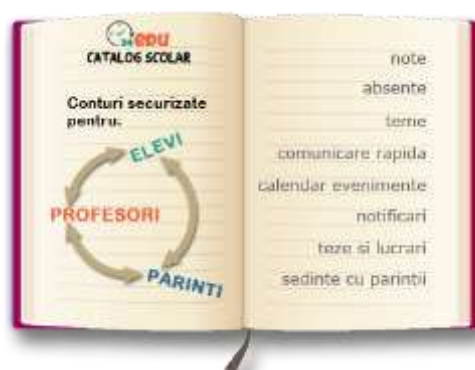 24edu
CATALOG SCOLAR
Conturi securizate
pentru.
ELEVI
PROFESORI
PARINTI
note
absente
teme
comunicare rapida
calendar evenimente
notificari
teze si lucrari
sedinte cu parintii